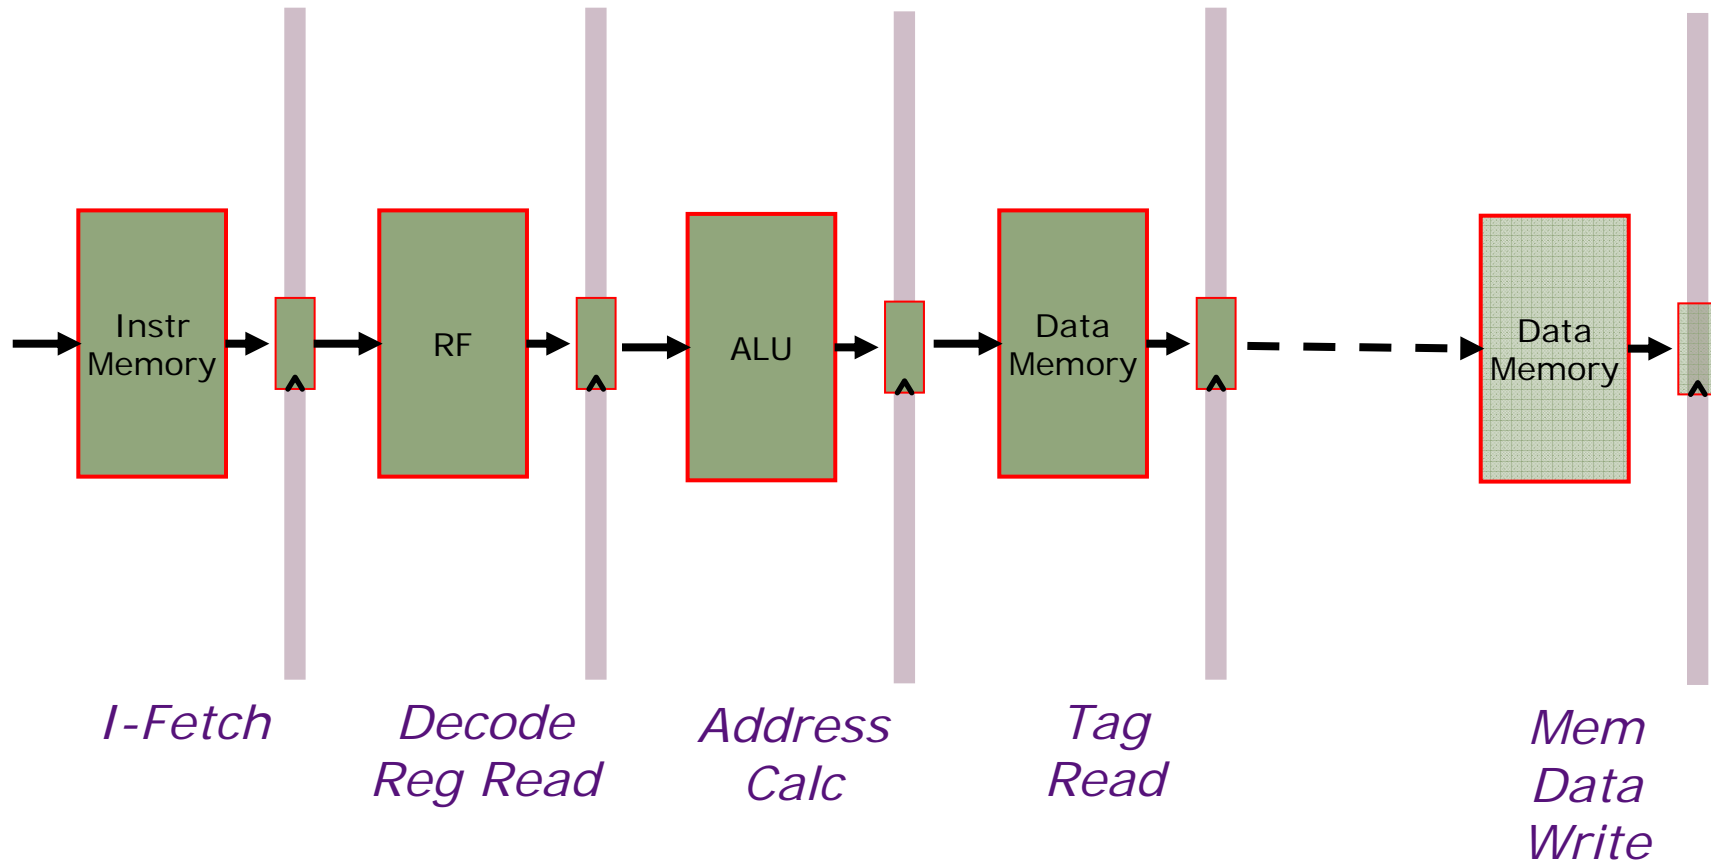 Instr
Memory
RF
ALU
Data
Memory
Data
Memory
I-Fetch
Decode
Reg Read
Address
Calc
Tag
Read
Mem
Data
Write